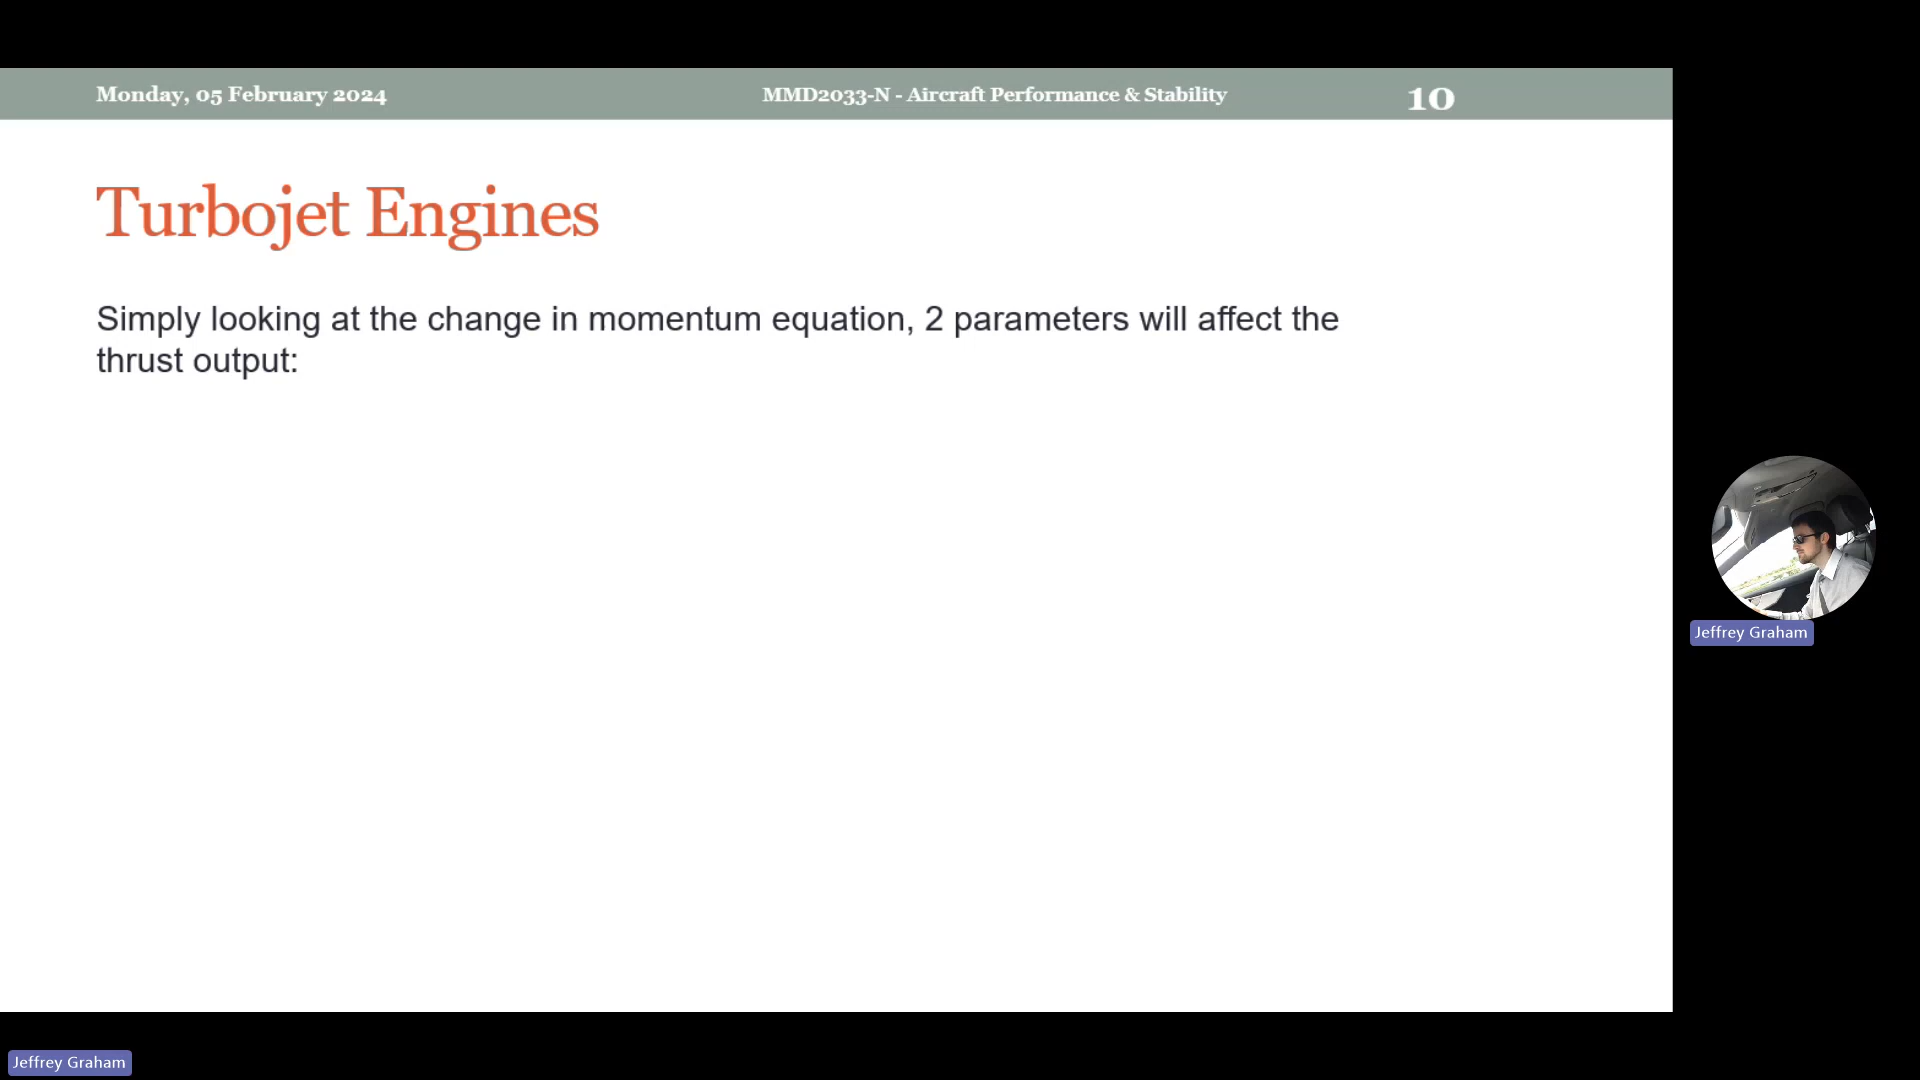 Monday, 05 February 2024
MMD2033-N - Aircraft Performance & Stability
10
Turbojet Engines
Simply looking at the change in momentum equation, 2 parameters will affect the
thrust output:
Jeffrey Graham
Jeffrey Graham